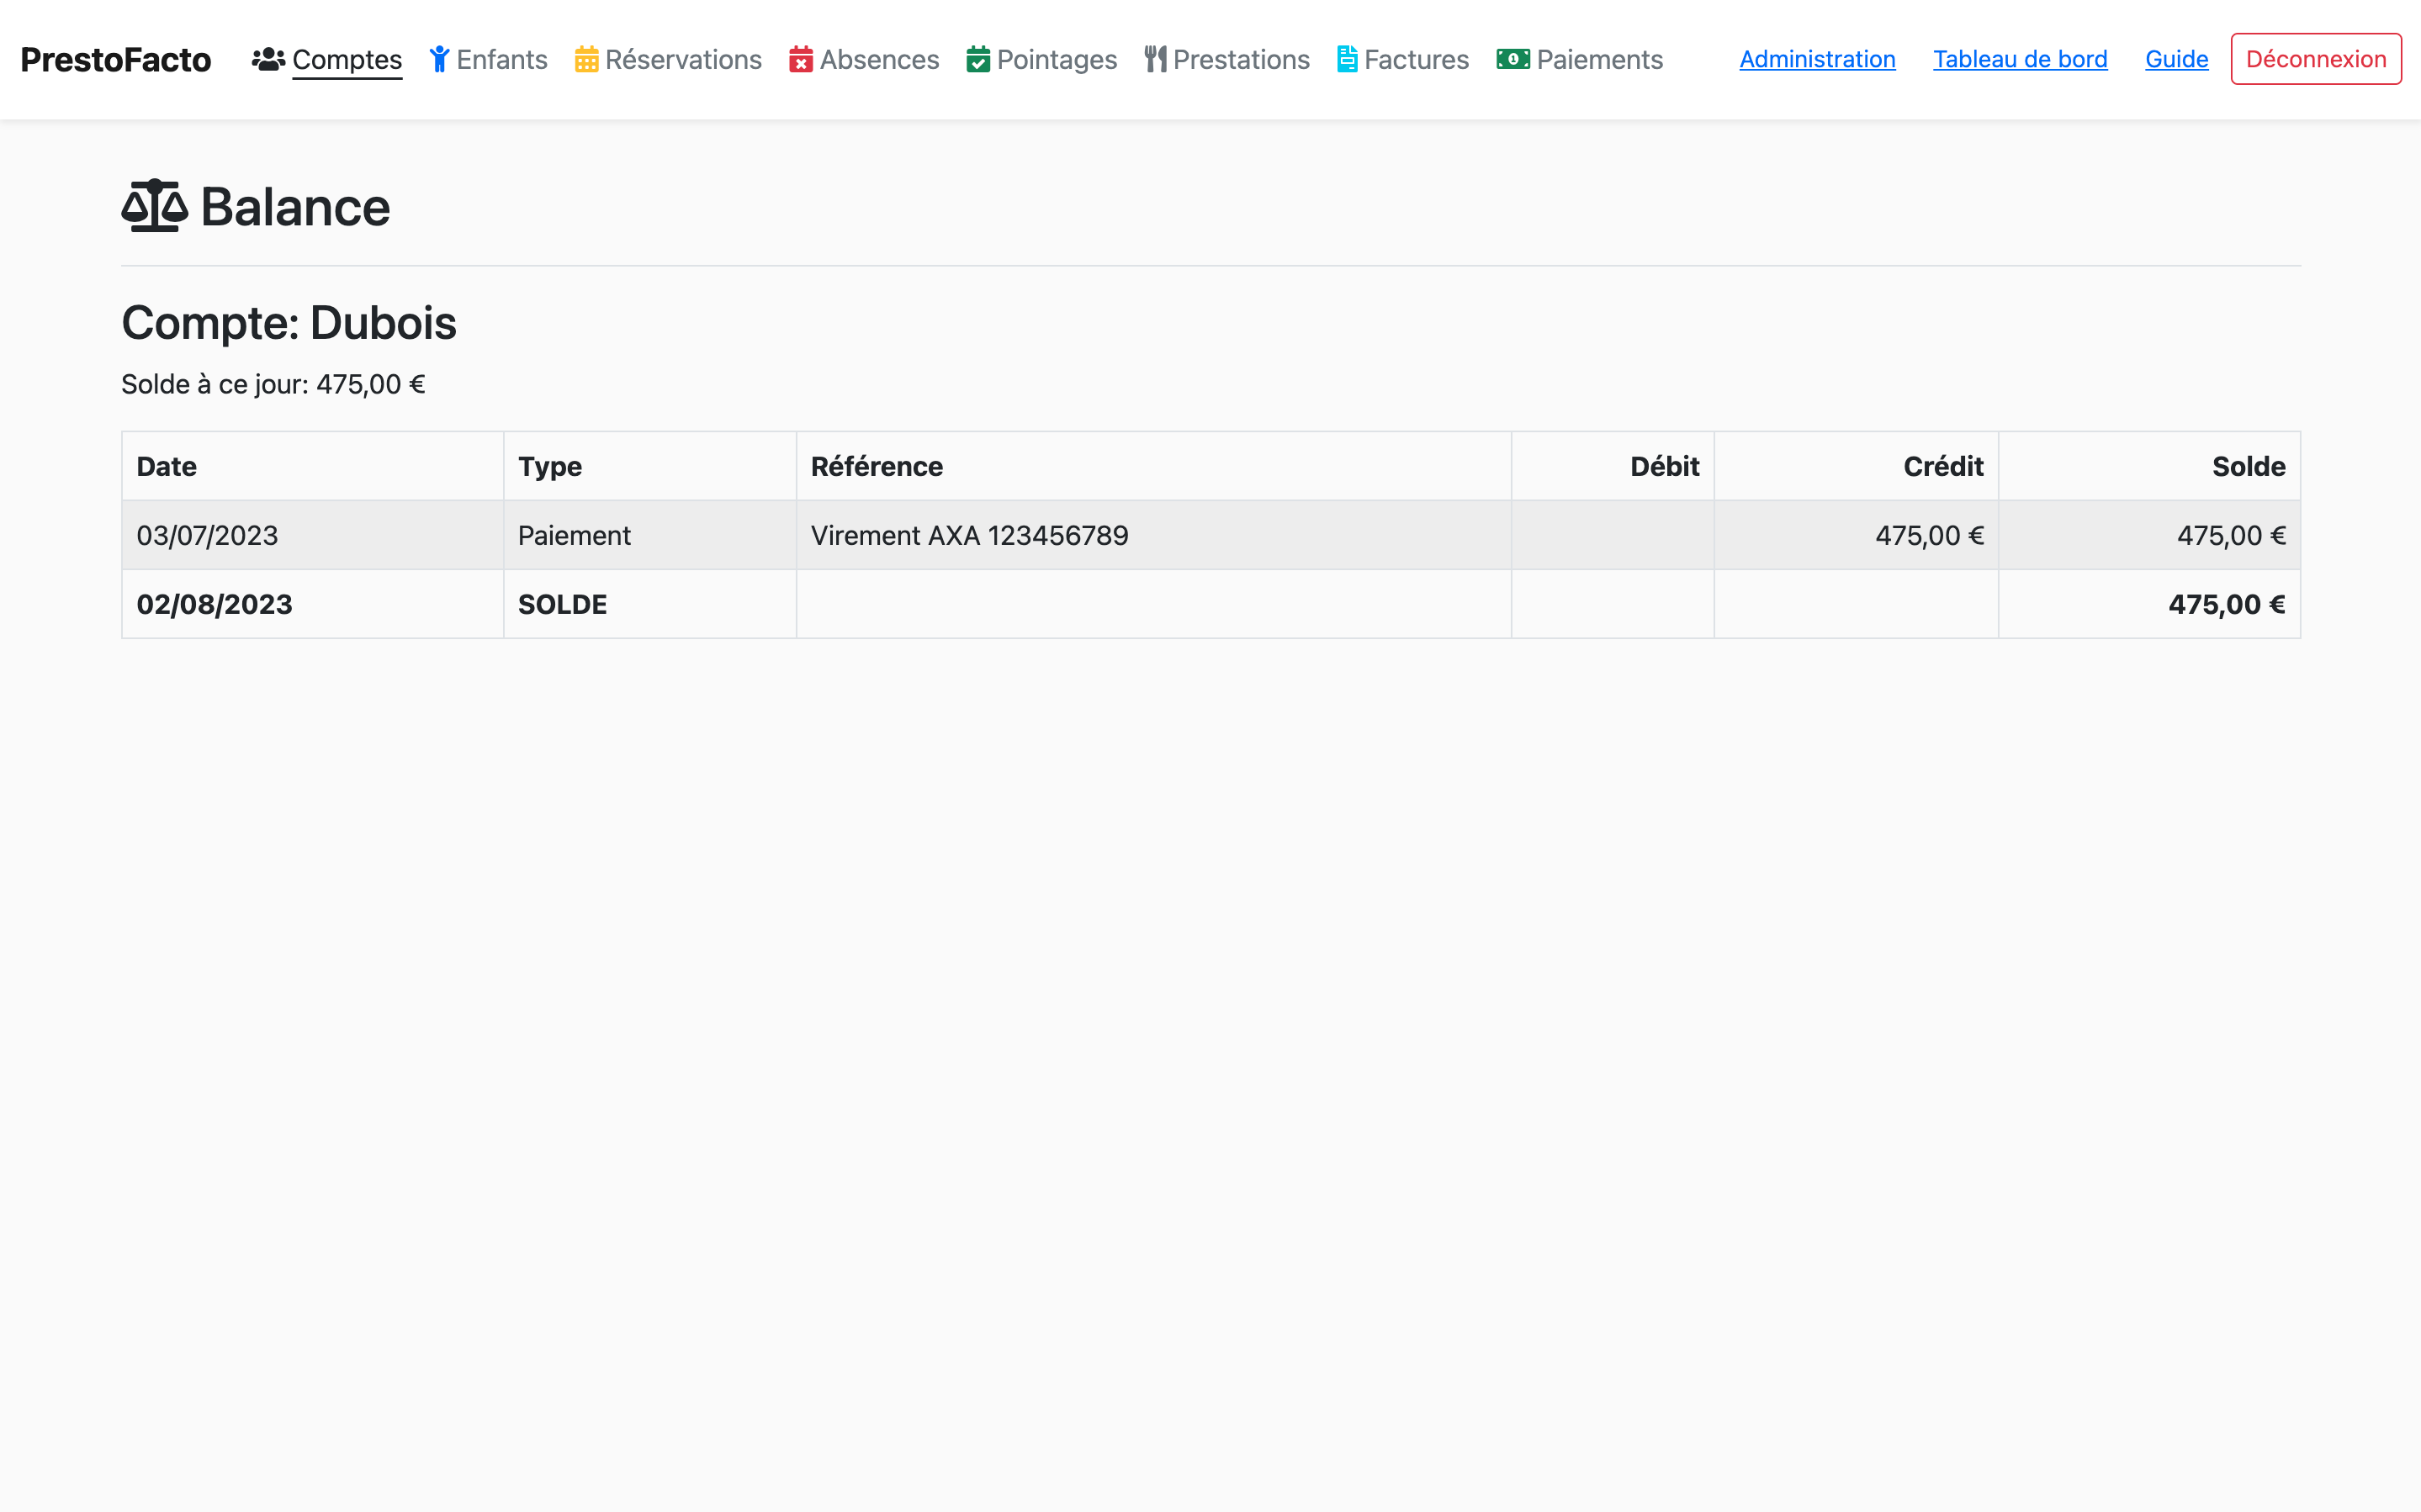 PrestoFacto Comptes Enfants Réservations Absences Pointages Prestations Factures Paiements Administration Tableau de bord Guide Déconnexion
Balance
Compte: Dubois
Solde à ce jour: 475,00 €
Date Type Référence Débit Crédit Solde
03/07/2023 Paiement Virement AXA 123456789 475,00 € 475,00 €
02/08/2023 SOLDE 475,00 €